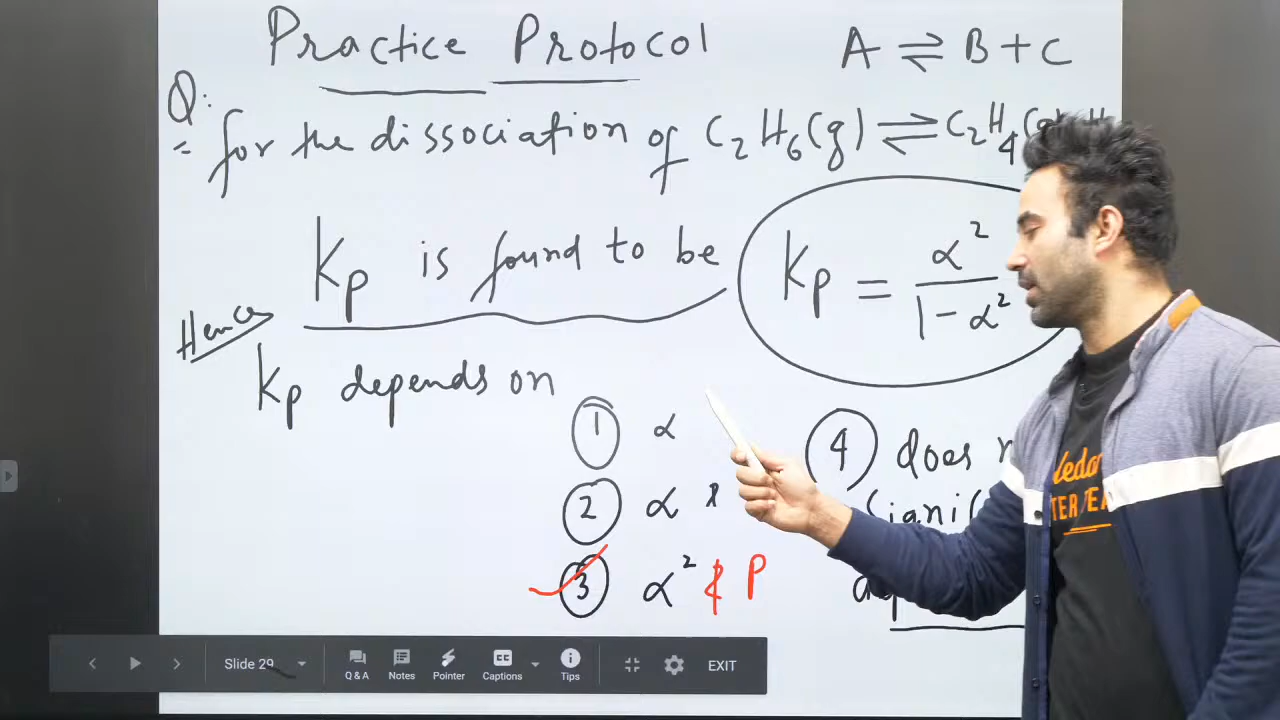 Practice Protocol
A ⇌ B + C
Q:
for the dissociation of C₂H₆(g) ⇌ C₂H₄(g)
Kp is found to be
Kp = α² / 1 - α²
Hence
Kp depends on
① α
② α
③ α² & P
④ does
Slide 29
Q & A
Notes
Pointer
Captions
Tips
EXIT